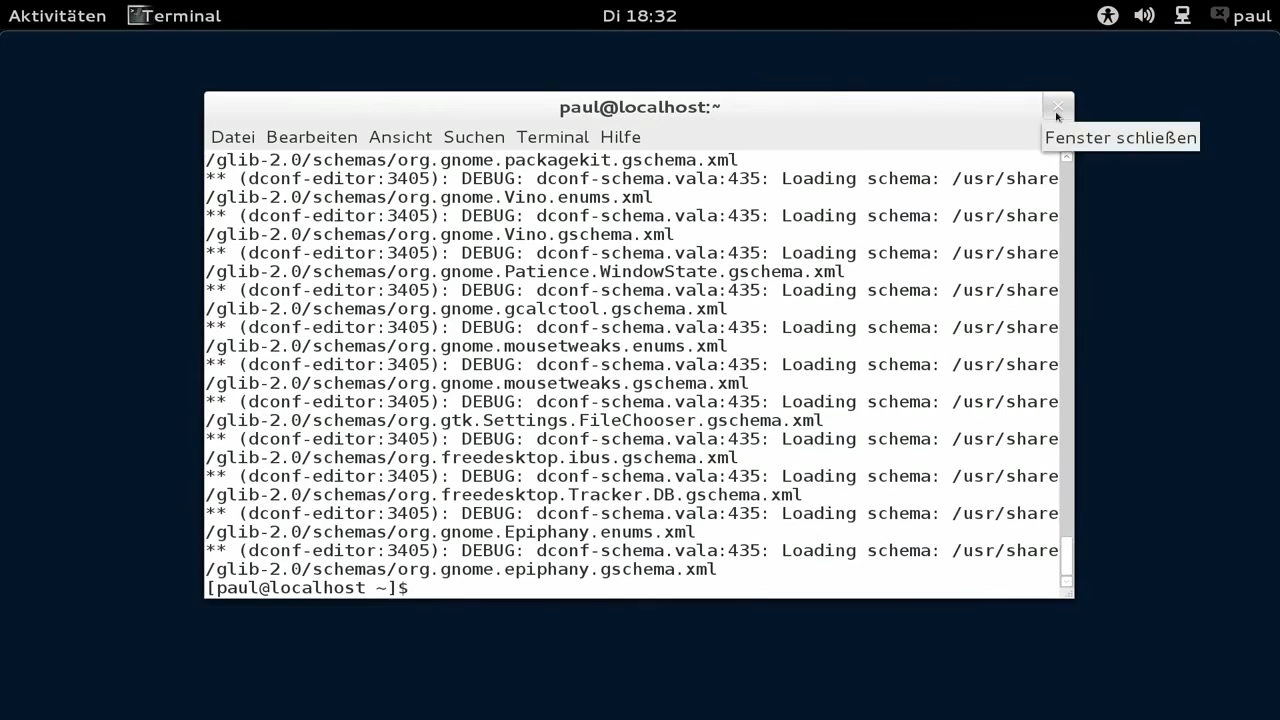 Aktivitäten Terminal Di 18:32 paul
paul@localhost:~
Datei Bearbeiten Ansicht Suchen Terminal Hilfe
Fenster schließen
/glib-2.0/schemas/org.gnome.packagekit.gschema.xml
** (dconf-editor:3405): DEBUG: dconf-schema.vala:435: Loading schema: /usr/share
/glib-2.0/schemas/org.gnome.Vino.enums.xml
** (dconf-editor:3405): DEBUG: dconf-schema.vala:435: Loading schema: /usr/share
/glib-2.0/schemas/org.gnome.Vino.gschema.xml
** (dconf-editor:3405): DEBUG: dconf-schema.vala:435: Loading schema: /usr/share
/glib-2.0/schemas/org.gnome.Patience.WindowState.gschema.xml
** (dconf-editor:3405): DEBUG: dconf-schema.vala:435: Loading schema: /usr/share
/glib-2.0/schemas/org.gnome.gcalctool.gschema.xml
** (dconf-editor:3405): DEBUG: dconf-schema.vala:435: Loading schema: /usr/share
/glib-2.0/schemas/org.gnome.mousetweaks.enums.xml
** (dconf-editor:3405): DEBUG: dconf-schema.vala:435: Loading schema: /usr/share
/glib-2.0/schemas/org.gnome.mousetweaks.gschema.xml
** (dconf-editor:3405): DEBUG: dconf-schema.vala:435: Loading schema: /usr/share
/glib-2.0/schemas/org.gtk.Settings.FileChooser.gschema.xml
** (dconf-editor:3405): DEBUG: dconf-schema.vala:435: Loading schema: /usr/share
/glib-2.0/schemas/org.freedesktop.ibus.gschema.xml
** (dconf-editor:3405): DEBUG: dconf-schema.vala:435: Loading schema: /usr/share
/glib-2.0/schemas/org.freedesktop.Tracker.DB.gschema.xml
** (dconf-editor:3405): DEBUG: dconf-schema.vala:435: Loading schema: /usr/share
/glib-2.0/schemas/org.gnome.Epiphany.enums.xml
** (dconf-editor:3405): DEBUG: dconf-schema.vala:435: Loading schema: /usr/share
/glib-2.0/schemas/org.gnome.epiphany.gschema.xml
[paul@localhost ~]$